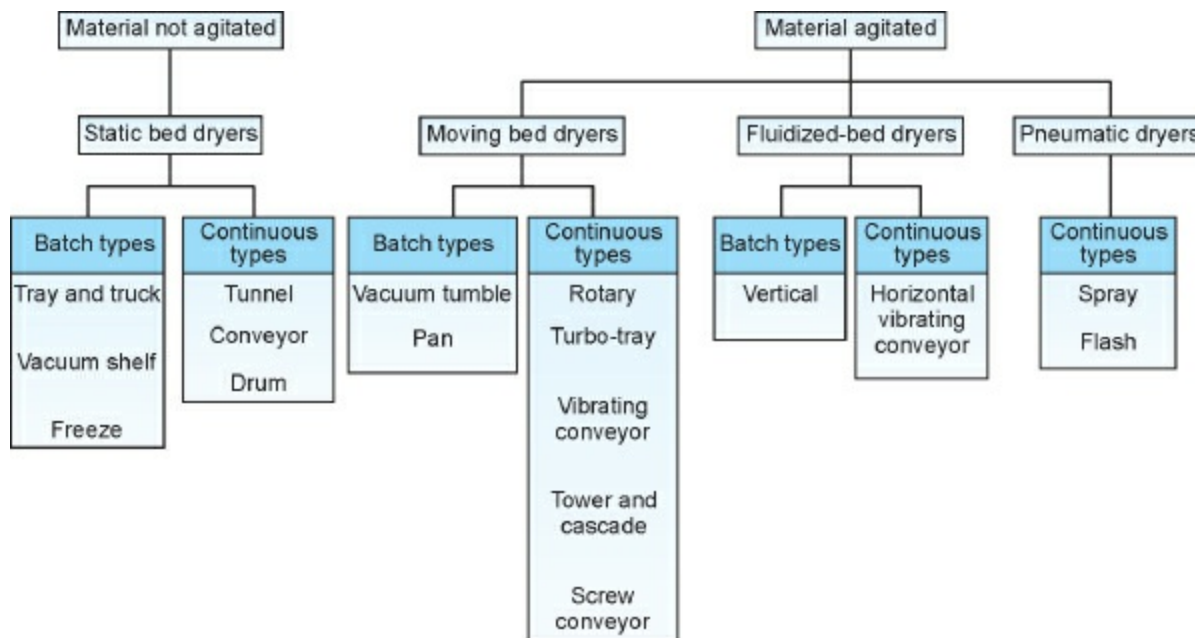 Material not agitated
Material agitated
Static bed dryers
Moving bed dryers
Fluidized-bed dryers
Pneumatic dryers
Batch types
Tray and truck
Vacuum shelf
Freeze
Continuous
types
Tunnel
Conveyor
Drum
Batch types
Vacuum tumble
Pan
Continuous
types
Rotary
Turbo-tray
Vibrating
conveyor
Tower and
cascade
Screw
conveyor
Batch types
Vertical
Continuous
types
Horizontal
vibrating
conveyor
Continuous
types
Spray
Flash